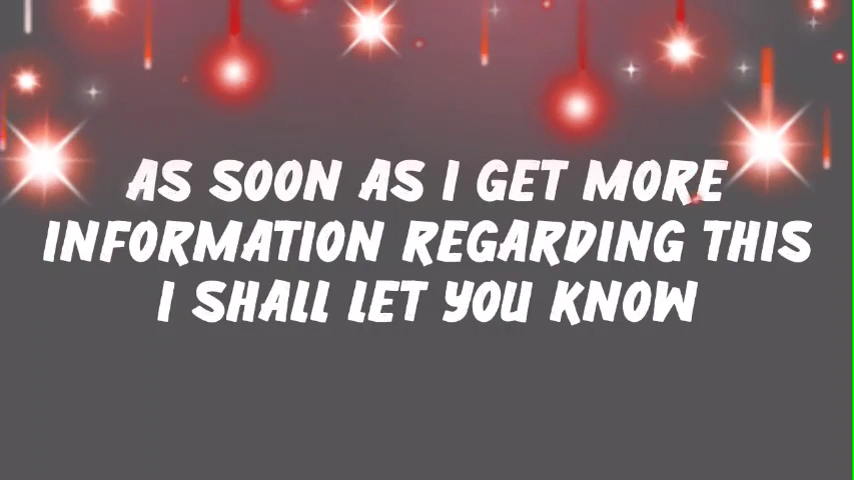 AS SOON AS I GET MORE
INFORMATION REGARDING THIS
I SHALL LET YOU KNOW